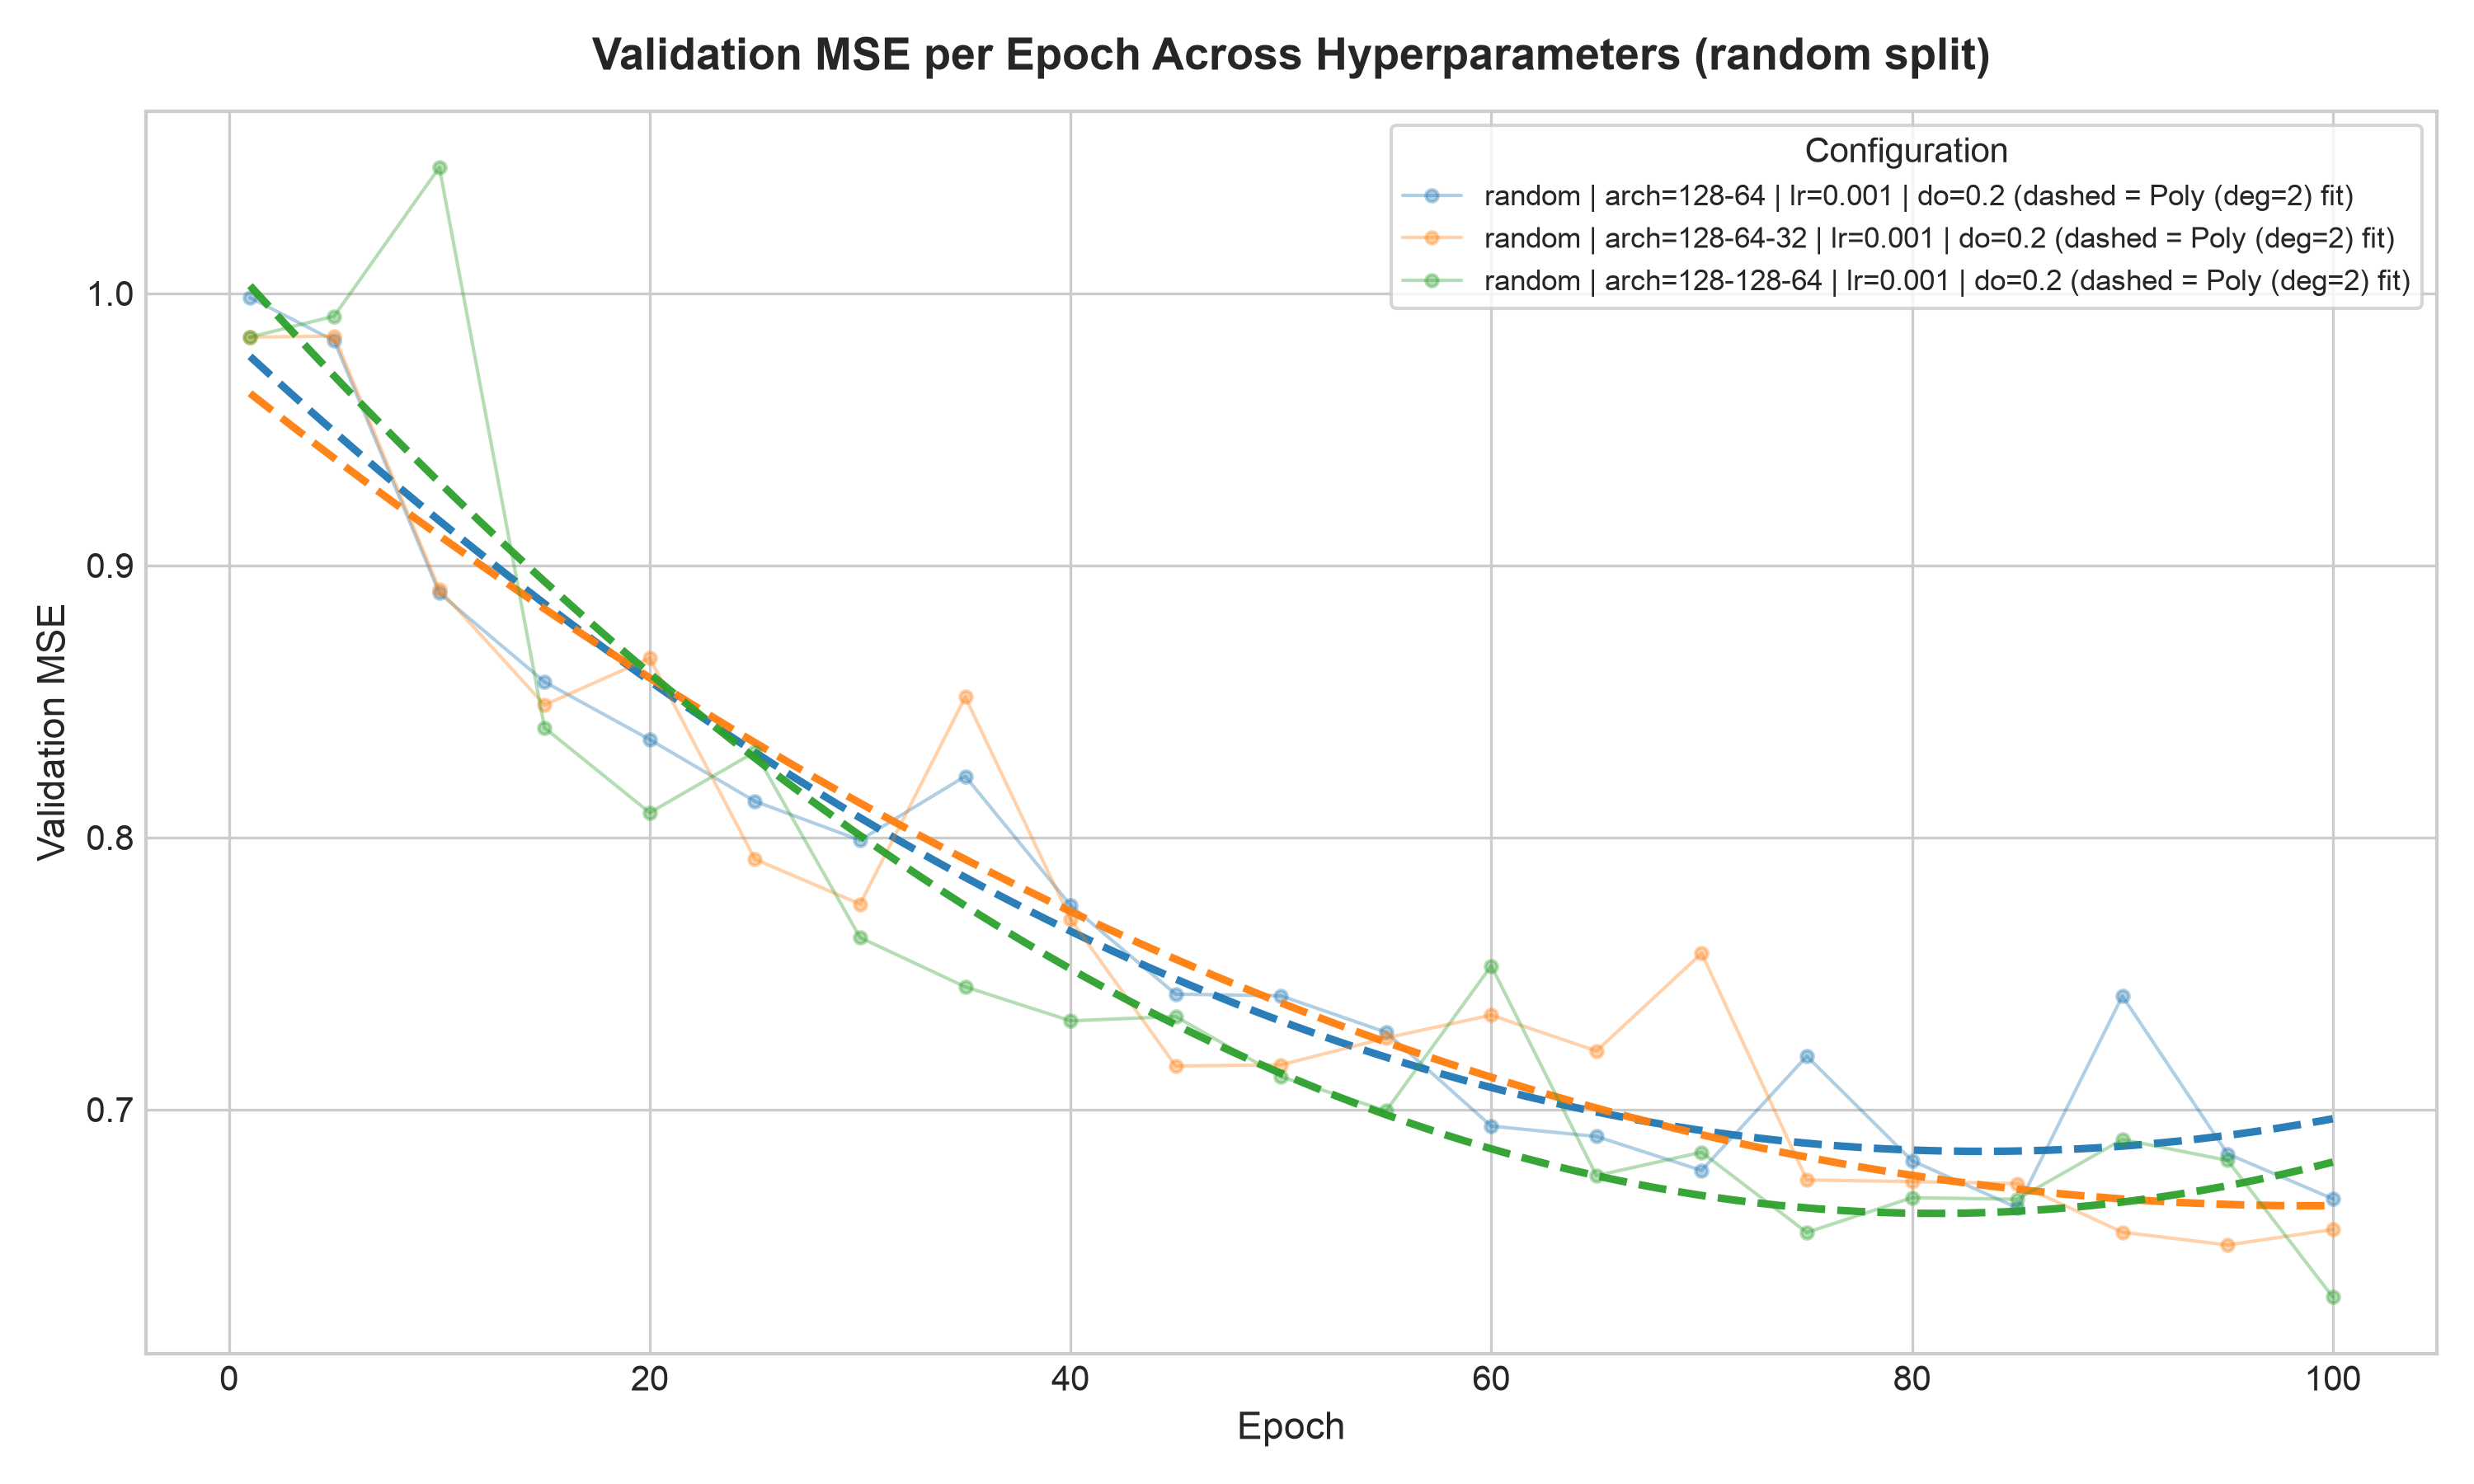 Validation MSE per Epoch Across Hyperparameters (random split)
Configuration
random | arch=128-64 | lr=0.001 | do=0.2 (dashed = Poly (deg=2) fit)
random | arch=128-64-32 | lr=0.001 | do=0.2 (dashed = Poly (deg=2) fit)
random | arch=128-128-64 | lr=0.001 | do=0.2 (dashed = Poly (deg=2) fit)
Validation MSE
1.0
0.9
0.8
0.7
0 20 40 60 80 100
Epoch